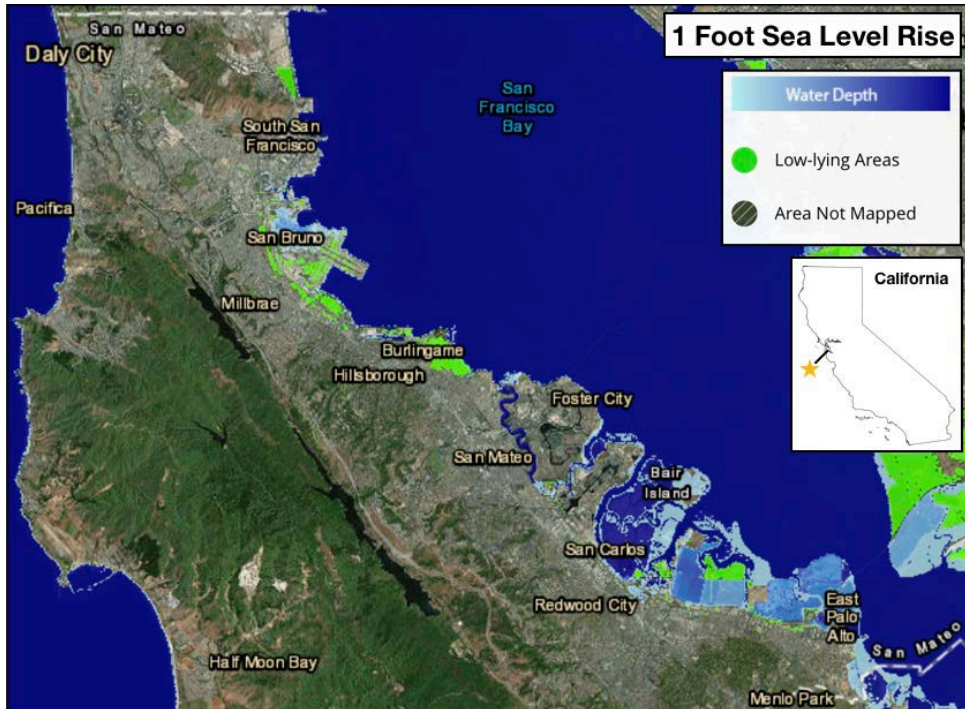 San Mateo
Daly City
1 Foot Sea Level Rise
Water Depth
San
Francisco
Bay
South San
Francisco
Low-lying Areas
Pacifica
Area Not Mapped
San Bruno
California
Millbrae
Burlingame
Hillsborough
Foster City
San Mateo
Bair
Island
San Carlos
Redwood City
East
Palo
Alto
San Mateo
Half Moon Bay
Menlo Park